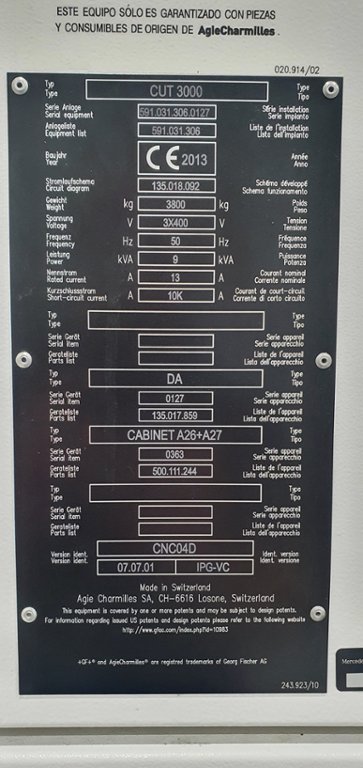 ESTE EQUIPO SÓLO ES GARANTIZADO CON PIEZAS
Y CONSUMIBLES DE ORIGEN DE AgieCharmilles.
020.914/02
Typ Type CUT 3000 Type Tipo
Serie Anlage Serial equipment 591.031.306.0127 Série installation Serie impianto
Anlageliste Equipment list 591.031.306 Liste de l'installation Lista dell'impianto
Baujahr Year CE 2013 Année Anno
Stromlaufschema Circuit diagram 135.018.092 Schéma développé Schema funzionamento
Gewicht Weight kg 3800 kg Poids Peso
Spannung Voltage V 3X400 V Tension Tensione
Frequenz Frequency Hz 50 Hz Fréquence Frequenza
Leistung Power kVA 9 kVA Puissance Potenza
Nennstrom Rated current A 13 A Courant nominal Corrente nominale
Kurzschlussstrom Short-circuit current A 10K A Courant de court-circuit Corrente di corto circuito
Typ Type Type Tipo
Serie Gerät Serial item Série appareil Serie apparecchio
Geräteliste Parts list Liste de l'appareil Lista apparecchio
Typ Type DA Type Tipo
Serie Gerät Serial item 0127 Série appareil Serie apparecchio
Geräteliste Parts list 135.017.859 Liste de l'appareil Lista apparecchio
Typ Type CABINET A26+A27 Type Tipo
Serie Gerät Serial item 0363 Série appareil Serie apparecchio
Geräteliste Parts list 500.111.244 Liste de l'appareil Lista apparecchio
Typ Type Type Tipo
Serie Gerät Serial item Série appareil Serie apparecchio
Geräteliste Parts list Liste de l'appareil Lista apparecchio
Version ident. CNC04D Ident. version
Version ident. 07.07.01 IPG-VC Ident. versione
Made in Switzerland
Agie Charmilles SA, CH-6616 Losone, Switzerland
This equipment is covered by one or more patents and may be subject to design patents.
For information regarding issued US patents and design patents please refer to the following website
http://www.gfac.com/index.php?id=10983
+GF+® and AgieCharmilles® are registred trademarks of Georg Fischer AG
243.923/10
Mercedes